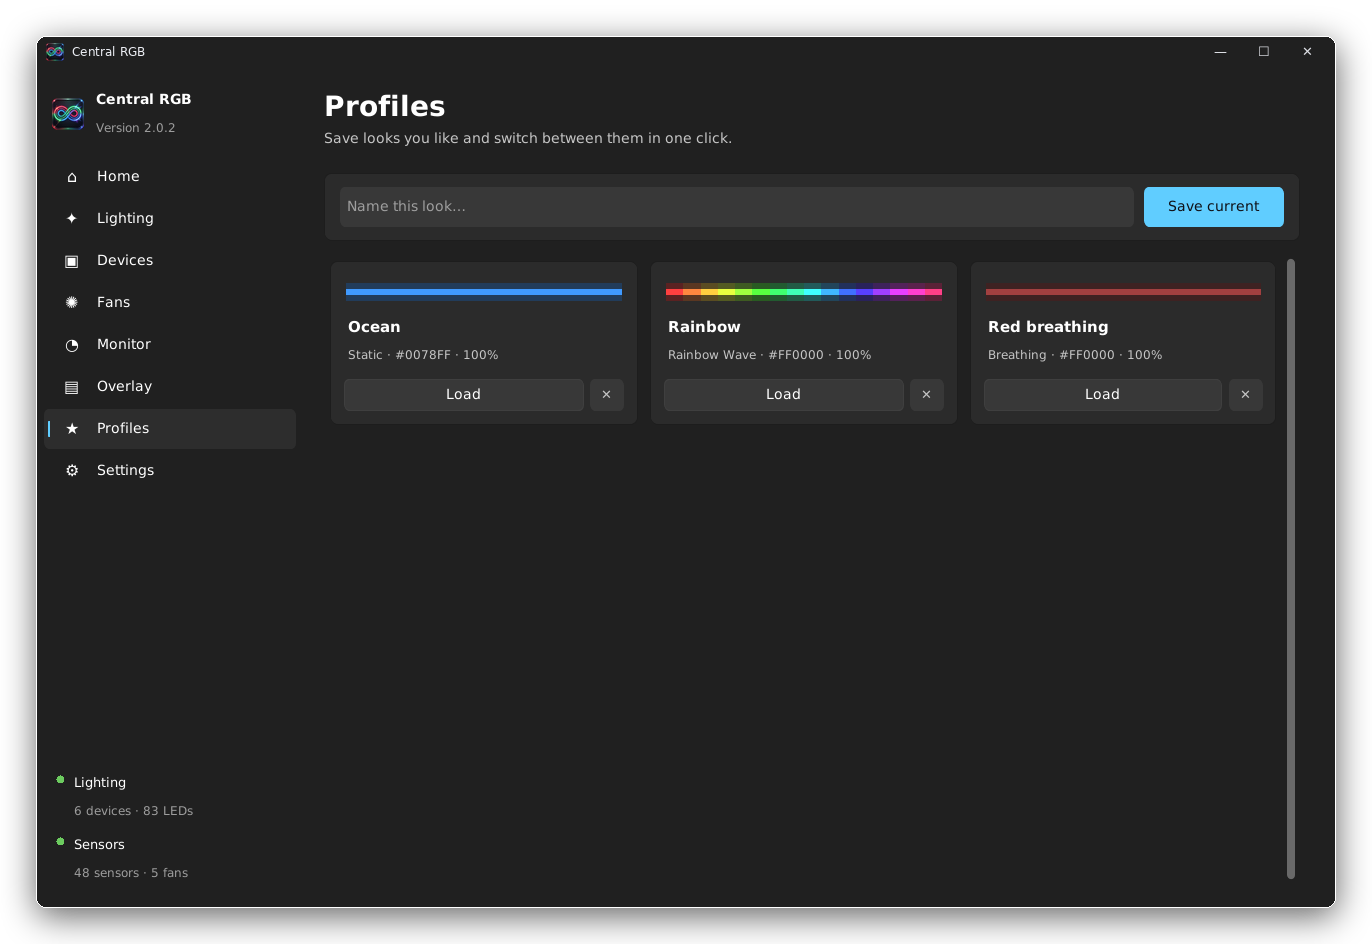 Central RGB
Central RGB
Version 2.0.2
Home
Lighting
Devices
Fans
Monitor
Overlay
Profiles
Settings
Lighting
6 devices · 83 LEDs
Sensors
48 sensors · 5 fans
Profiles
Save looks you like and switch between them in one click.
Name this look...
Save current
Ocean
Static · #0078FF · 100%
Load
Rainbow
Rainbow Wave · #FF0000 · 100%
Load
Red breathing
Breathing · #FF0000 · 100%
Load